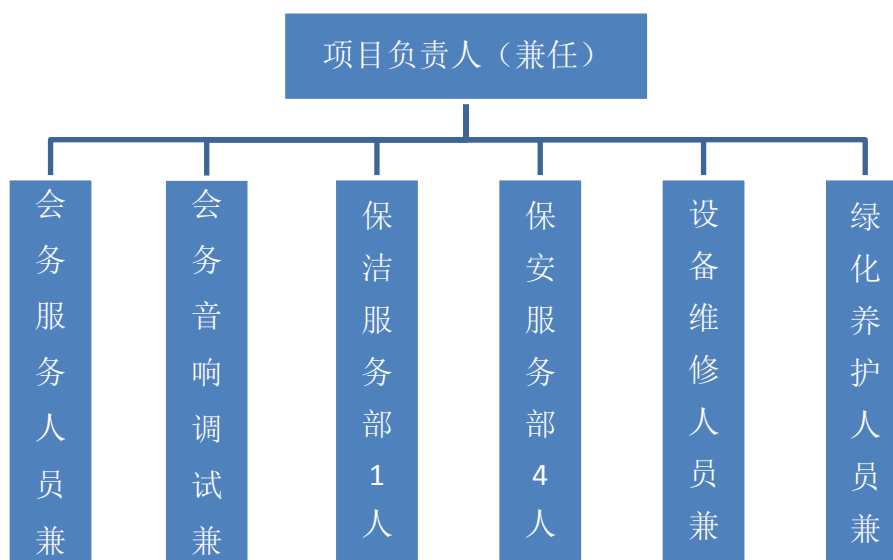 项目负责人（兼任）
会务服务人员兼
会务音响调试兼
保洁服务部1人
保安服务部4人
设备维修人员兼
绿化养护人员兼